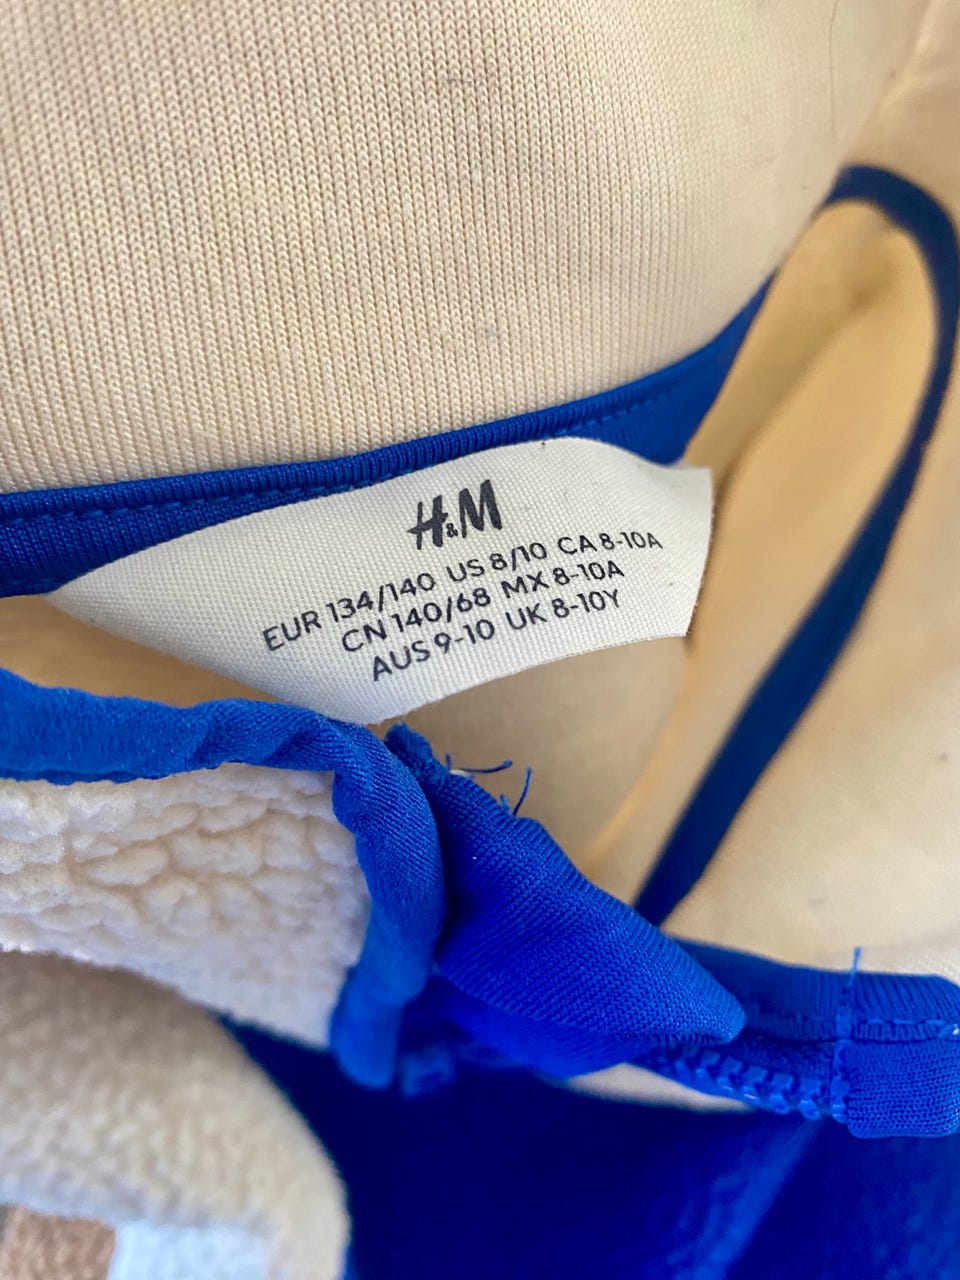 H&M
EUR 134/140 US 8/10 CA 8-10A
CN 140/68 MX 8-10A
AUS 9-10 UK 8-10Y